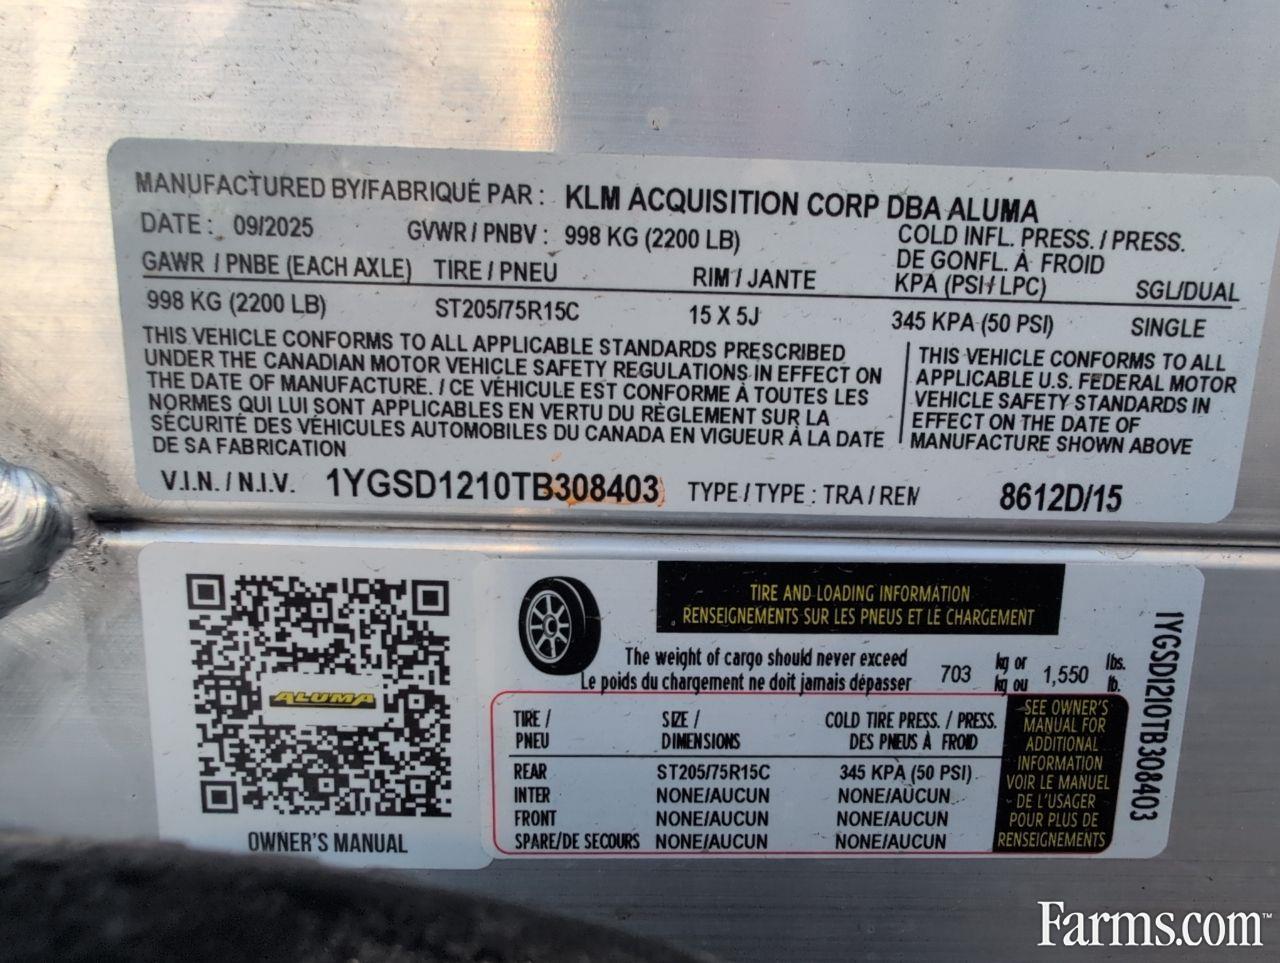 MANUFACTURED BY/FABRIQUÉ PAR : KLM ACQUISITION CORP DBA ALUMA
DATE : 09/2025 GVWR / PNBV : 998 KG (2200 LB)
COLD INFL. PRESS. / PRESS.
DE GONFL. À FROID
GAWR / PNBE (EACH AXLE) TIRE / PNEU RIM / JANTE KPA (PSI / LPC) SGL/DUAL
998 KG (2200 LB) ST205/75R15C 15 X 5J 345 KPA (50 PSI) SINGLE
THIS VEHICLE CONFORMS TO ALL APPLICABLE STANDARDS PRESCRIBED
UNDER THE CANADIAN MOTOR VEHICLE SAFETY REGULATIONS IN EFFECT ON
THE DATE OF MANUFACTURE. / CE VÉHICULE EST CONFORME À TOUTES LES
NORMES QUI LUI SONT APPLICABLES EN VERTU DU RÈGLEMENT SUR LA
SÉCURITÉ DES VÉHICULES AUTOMOBILES DU CANADA EN VIGUEUR À LA DATE
DE SA FABRICATION
THIS VEHICLE CONFORMS TO ALL
APPLICABLE U.S. FEDERAL MOTOR
VEHICLE SAFETY STANDARDS IN
EFFECT ON THE DATE OF
MANUFACTURE SHOWN ABOVE
V.I.N. / N.I.V. 1YGSD1210TB308403 TYPE / TYPE : TRA / REM 8612D/15
ALUMA
OWNER'S MANUAL
TIRE AND LOADING INFORMATION
RENSEIGNEMENTS SUR LES PNEUS ET LE CHARGEMENT
The weight of cargo should never exceed 703 kg or 1,550 lbs.
Le poids du chargement ne doit jamais dépasser kg ou lb.
TIRE / SIZE / COLD TIRE PRESS. / PRESS.
PNEU DIMENSIONS DES PNEUS À FROID
REAR ST205/75R15C 345 KPA (50 PSI)
INTER NONE/AUCUN NONE/AUCUN
FRONT NONE/AUCUN NONE/AUCUN
SPARE/DE SECOURS NONE/AUCUN NONE/AUCUN
SEE OWNER'S
MANUAL FOR
ADDITIONAL
INFORMATION
VOIR LE MANUEL
DE L'USAGER
POUR PLUS DE
RENSEIGNEMENTS
1YGSD1210TB308403
Farms.com™